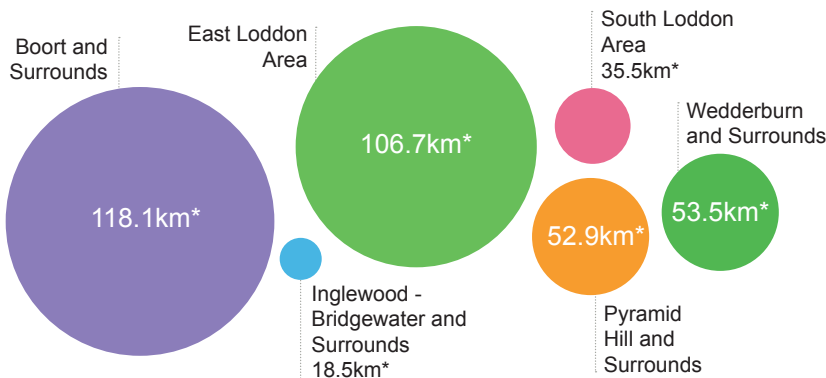 Boort and
Surrounds
118.1km*
East Loddon
Area
106.7km*
South Loddon
Area
35.5km*
Wedderburn
and Surrounds
53.5km*
Inglewood -
Bridgewater and
Surrounds
18.5km*
52.9km*
Pyramid
Hill and
Surrounds